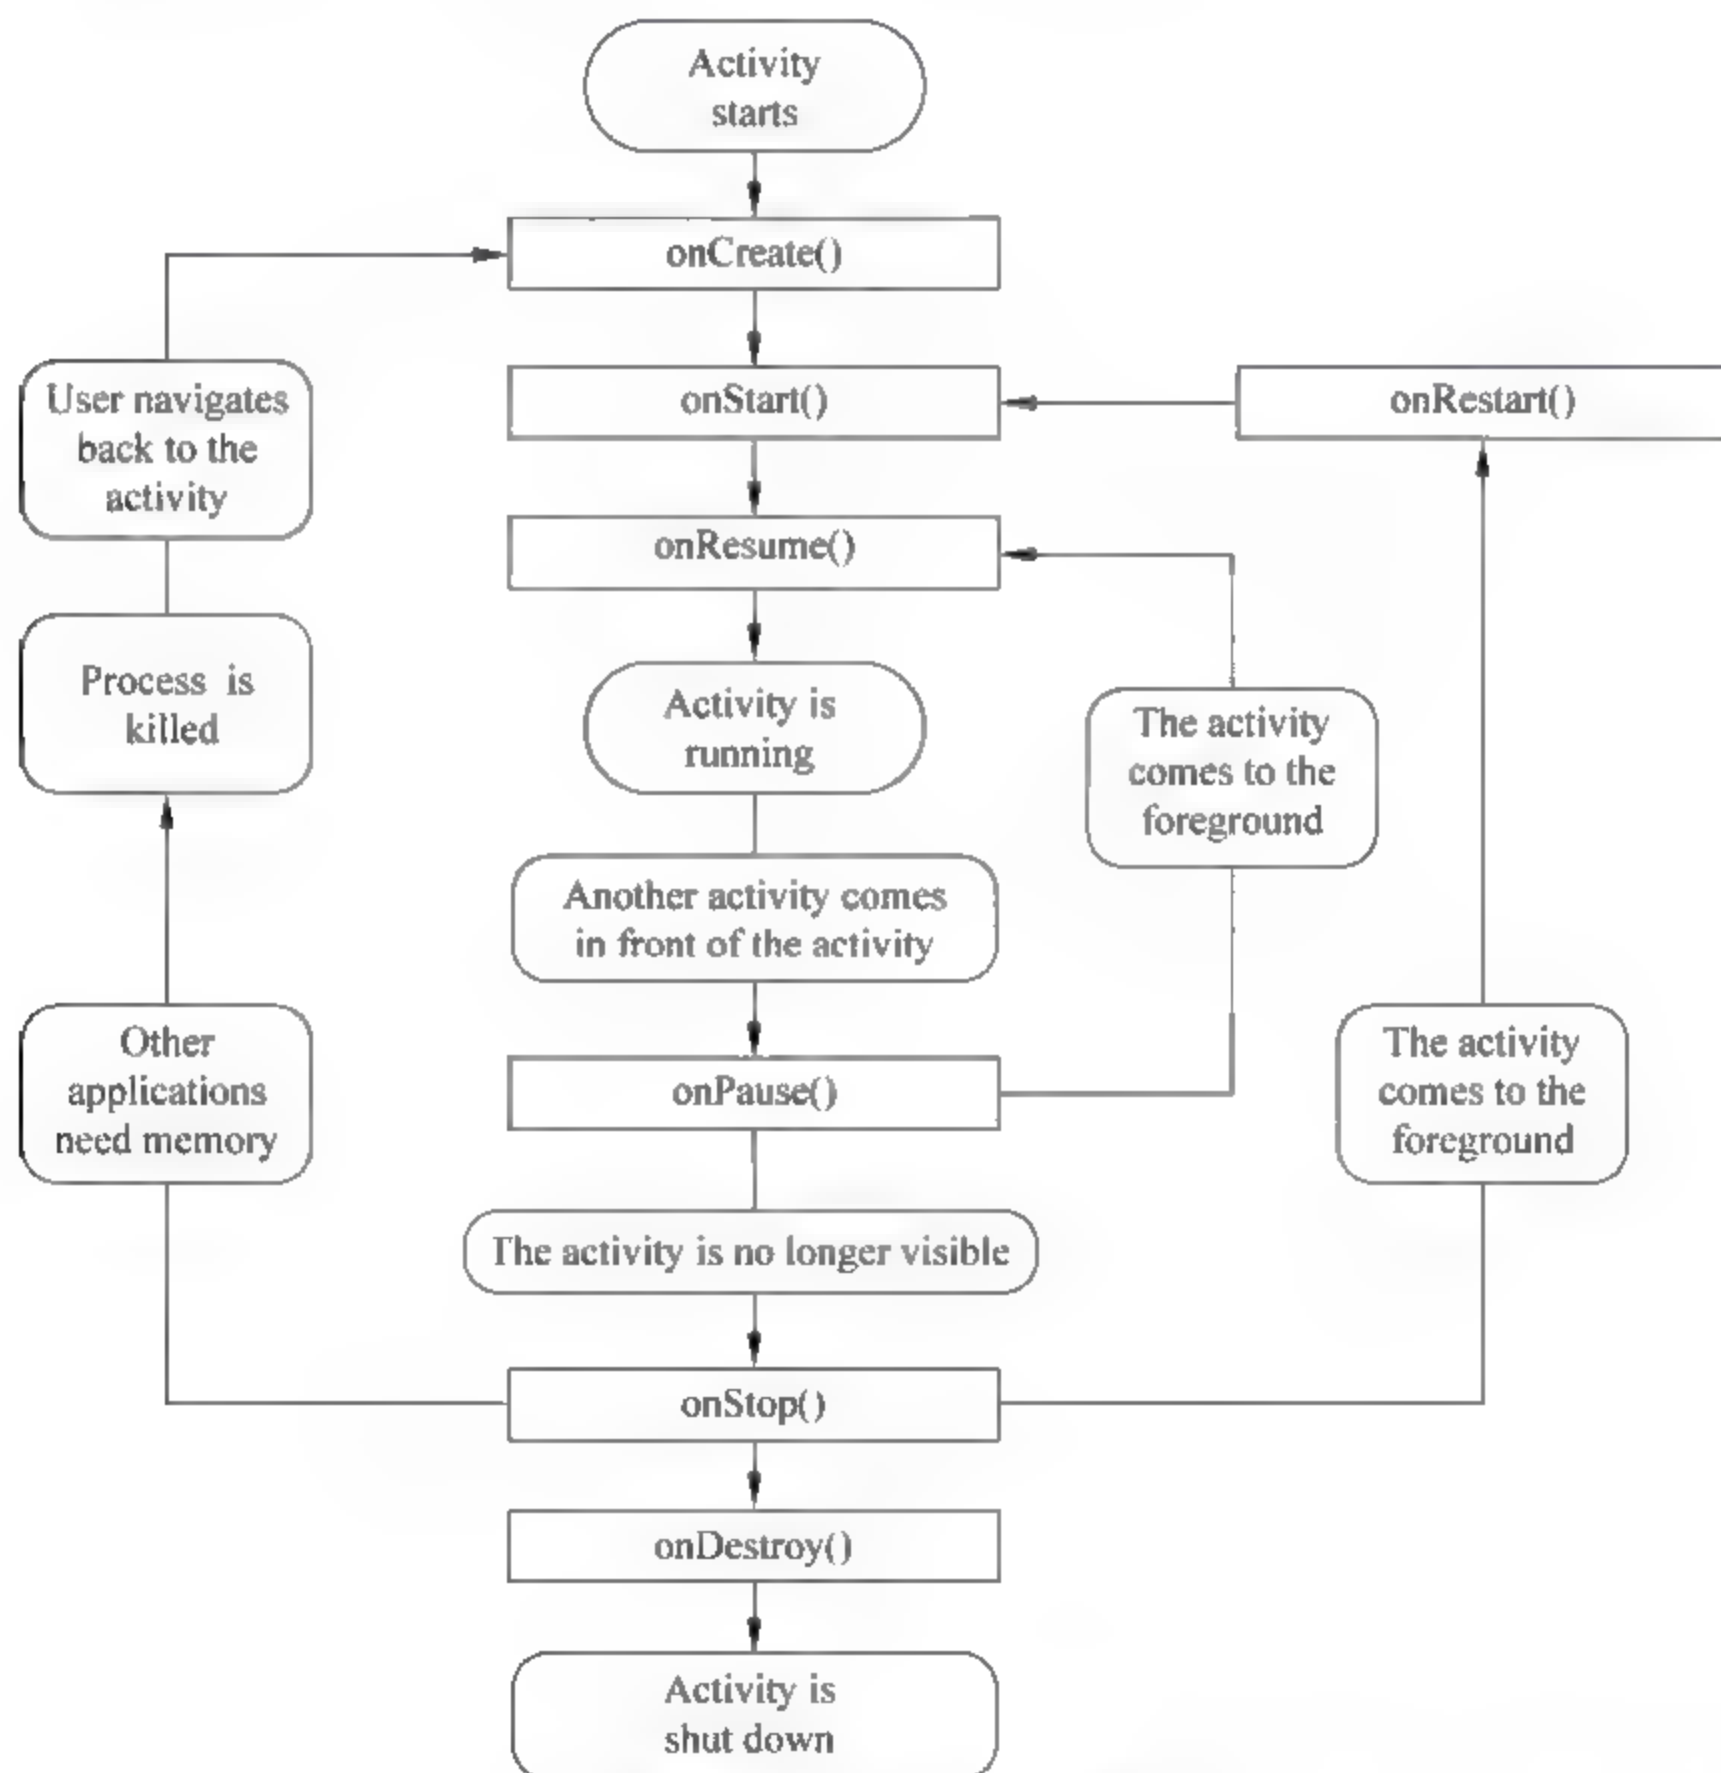 Activity
starts
onCreate()
User navigates
back to the
activity
onStart()
onRestart()
onResume()
Process is
killed
Activity is
running
The activity
comes to the
foreground
Another activity comes
in front of the activity
Other
applications
need memory
onPause()
The activity
comes to the
foreground
The activity is no longer visible
onStop()
onDestroy()
Activity is
shut down